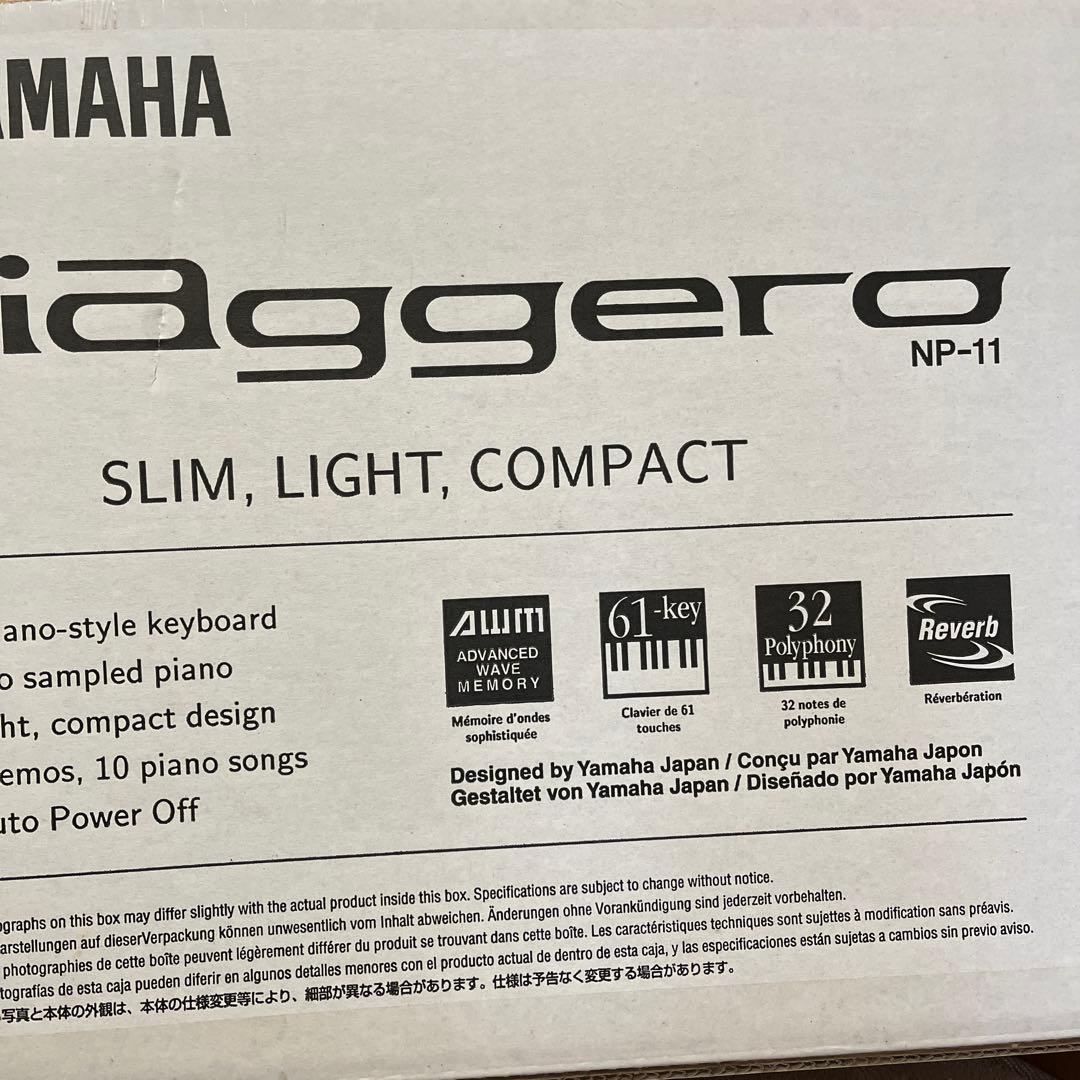 AMAHA
iaggero
NP-11
SLIM, LIGHT, COMPACT
ano-style keyboard
o sampled piano
ht, compact design
emos, 10 piano songs
uto Power Off
AWM
ADVANCED
WAVE
MEMORY
Mémoire d'ondes
sophistiquée
61-key
Clavier de 61
touches
32
Polyphony
32 notes de
polyphonie
Reverb
Réverbération
Designed by Yamaha Japan / Conçu par Yamaha Japon
Gestaltet von Yamaha Japan / Diseñado por Yamaha Japón
ographs on this box may differ slightly with the actual product inside this box. Specifications are subject to change without notice.
arstellungen auf dieserVerpackung können unwesentlich vom Inhalt abweichen. Änderungen ohne Vorankündigung sind jederzeit vorbehalten.
photographies de cette boîte peuvent légèrement différer du produit se trouvant dans cette boîte. Les caractéristiques techniques sont sujettes à modification sans préavis.
tografías de esta caja pueden diferir en algunos detalles menores con el producto actual de dentro de esta caja, y las especificaciones están sujetas a cambios sin previo aviso.
写真と本体の外観は、本体の仕様変更等により、細部が異なる場合があります。仕様は予告なく変更する場合があります。